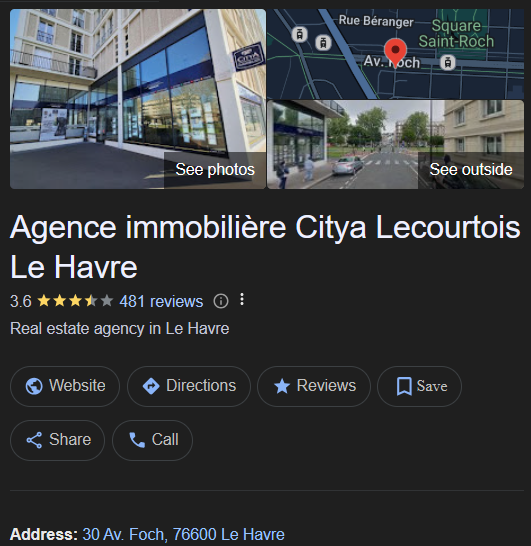 CITYA
Rue Béranger
Square
Saint-Roch
Av. Foch
See photos
See outside
Agence immobilière Citya Lecourtois
Le Havre
3.6 481 reviews
Real estate agency in Le Havre
Website Directions Reviews Save
Share Call
Address: 30 Av. Foch, 76600 Le Havre